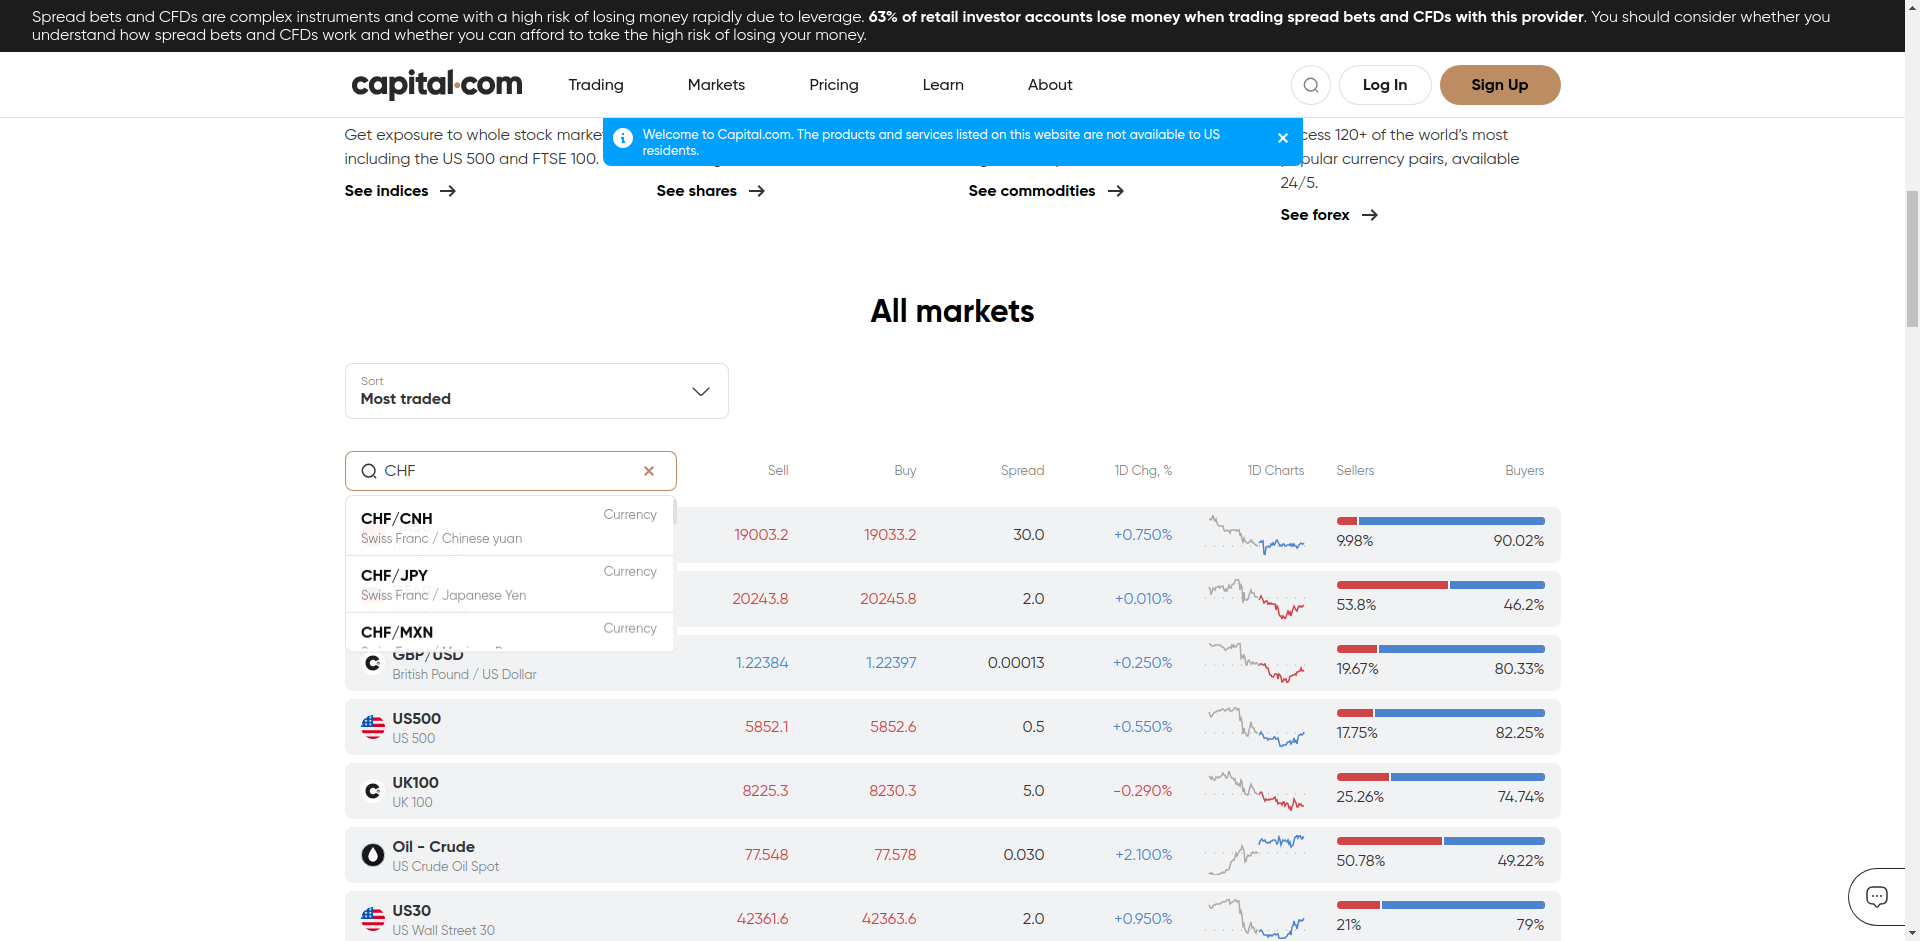 Spread bets and CFDs are complex instruments and come with a high risk of losing money rapidly due to leverage. 63% of retail investor accounts lose money when trading spread bets and CFDs with this provider. You should consider whether you
understand how spread bets and CFDs work and whether you can afford to take the high risk of losing your money.
capital.com
Trading
Markets
Pricing
Learn
About
Log In
Sign Up
Welcome to Capital.com. The products and services listed on this website are not available to US
residents.
Get exposure to whole stock
including the US 500 and FTSE 100.
See indices
See shares
See commodities
120+ of the world's most
currency pairs, available
24/5.
See forex
All markets
Sort
Most traded
CHF
Sell
Buy
Spread
1D Chg, %
1D Charts
Sellers
Buyers
CHF/CNH
Currency
Swiss Franc / Chinese yuan
CHF/JPY
Currency
Swiss Franc / Japanese Yen
CHF/MXN
Currency
19003.2
19033.2
30.0
+0.750%
9.98%
90.02%
20243.8
20245.8
2.0
+0.010%
53.8%
46.2%
GBP/USD
British Pound / US Dollar
1.22384
1.22397
0.00013
+0.250%
19.67%
80.33%
US500
US 500
5852.1
5852.6
0.5
+0.550%
17.75%
82.25%
UK100
UK 100
8225.3
8230.3
5.0
-0.290%
25.26%
74.74%
Oil - Crude
US Crude Oil Spot
77.548
77.578
0.030
+2.100%
50.78%
49.22%
US30
US Wall Street 30
42361.6
42363.6
2.0
+0.950%
21%
79%